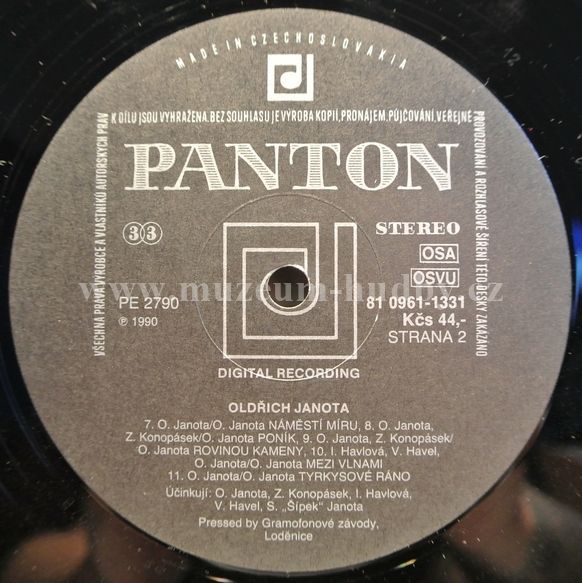 MADE IN CZECHOSLOVAKIA
VŠECHNA PRÁVA VÝROBCE A VLASTNÍKŮ AUTORSKÝCH PRÁV
K DÍLU JSOU VYHRAŽENA. BEZ SOUHLASU JE VÝROBA KOPIÍ, PRONÁJEM, PŮJČOVÁNÍ, VEŘEJNÉ
PROVOZOVÁNÍ A ROZHLASOVÉ ŠÍŘENÍ TÉTO DESKY ZAKÁZÁNO
PANTON
33
STEREO
OSA
OSVU
www.muzeum-hudby.cz
PE 2790
℗ 1990
81 0961-1331
Kčs 44,-
STRANA 2
DIGITAL RECORDING
OLDŘICH JANOTA
7. O. Janota/O. Janota NÁMĚSTÍ MÍRU, 8. O. Janota,
Z. Konopásek/O. Janota PONÍK, 9. O. Janota, Z. Konopásek/
O. Janota ROVINOU KAMENY, 10. I. Havlová, V. Havel,
O. Janota/O. Janota MEZI VLNAMI
11. O. Janota/O. Janota TYRKYSOVÉ RÁNO
Účinkují: O. Janota, Z. Konopásek, I. Havlová,
V. Havel, S. „Šípek" Janota
Pressed by Gramofonové závody,
Loděnice